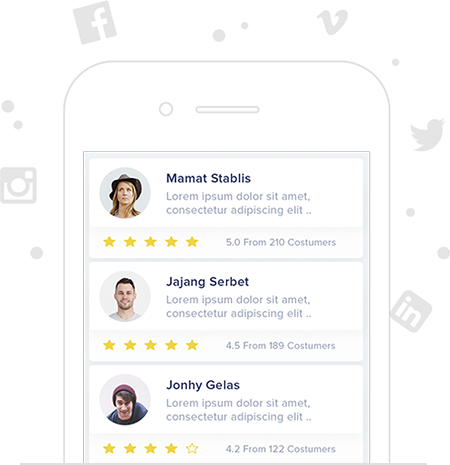 Mamat Stablis
Lorem ipsum dolor sit amet,
consectetur adipiscing elit ..
5.0 From 210 Costumers
Jajang Serbet
Lorem ipsum dolor sit amet,
consectetur adipiscing elit ..
4.5 From 189 Costumers
Jonhy Gelas
Lorem ipsum dolor sit amet,
consectetur adipiscing elit ..
4.2 From 122 Costumers